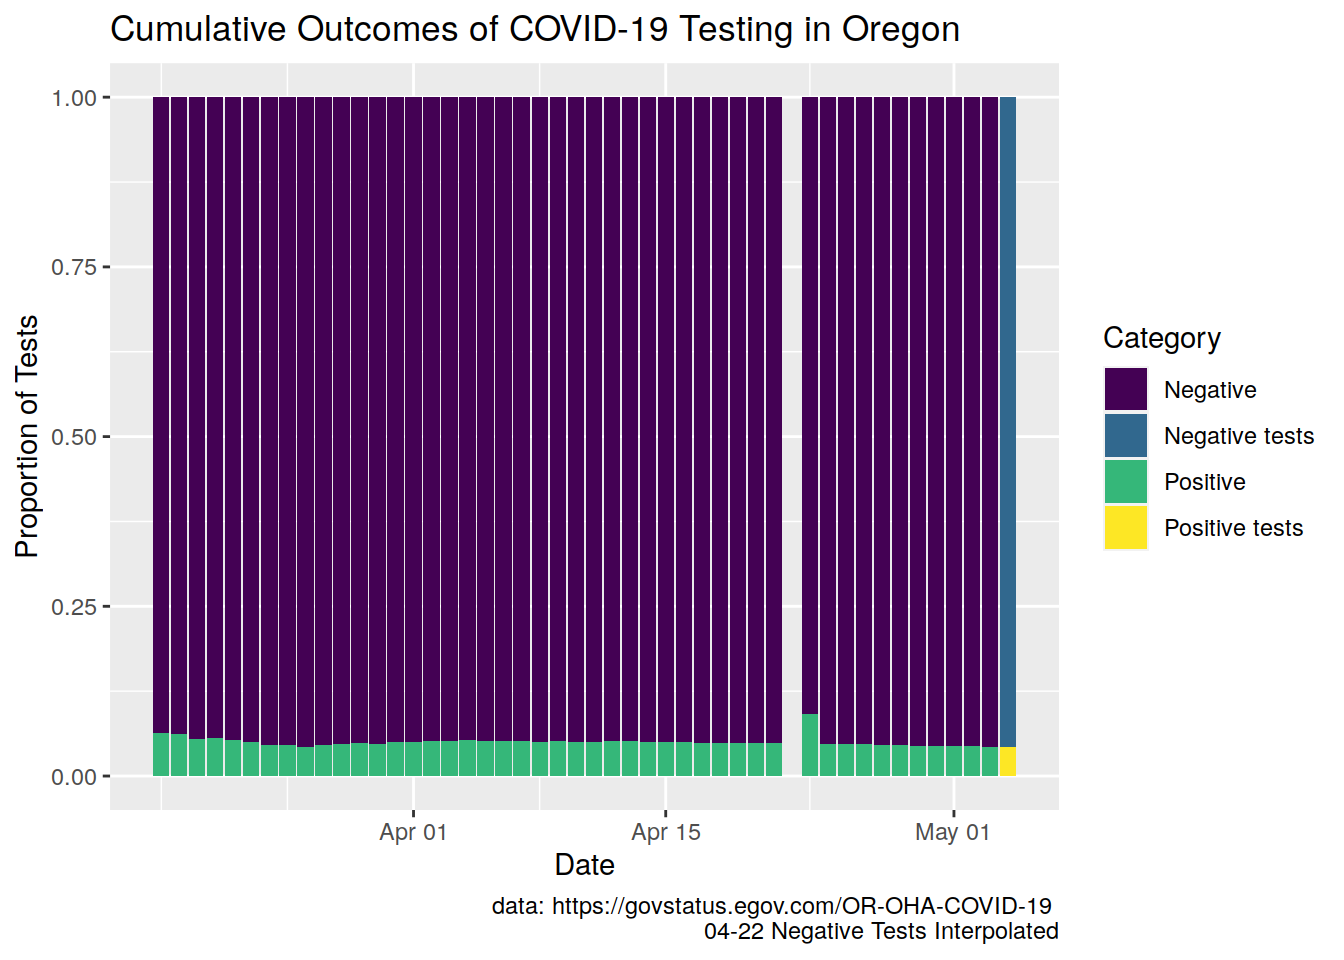 Cumulative Outcomes of COVID-19 Testing in Oregon
Proportion of Tests
1.00
0.75
0.50
0.25
0.00
Apr 01
Apr 15
May 01
Date
Category
Negative
Negative tests
Positive
Positive tests
data: https://govstatus.egov.com/OR-OHA-COVID-19
04-22 Negative Tests Interpolated